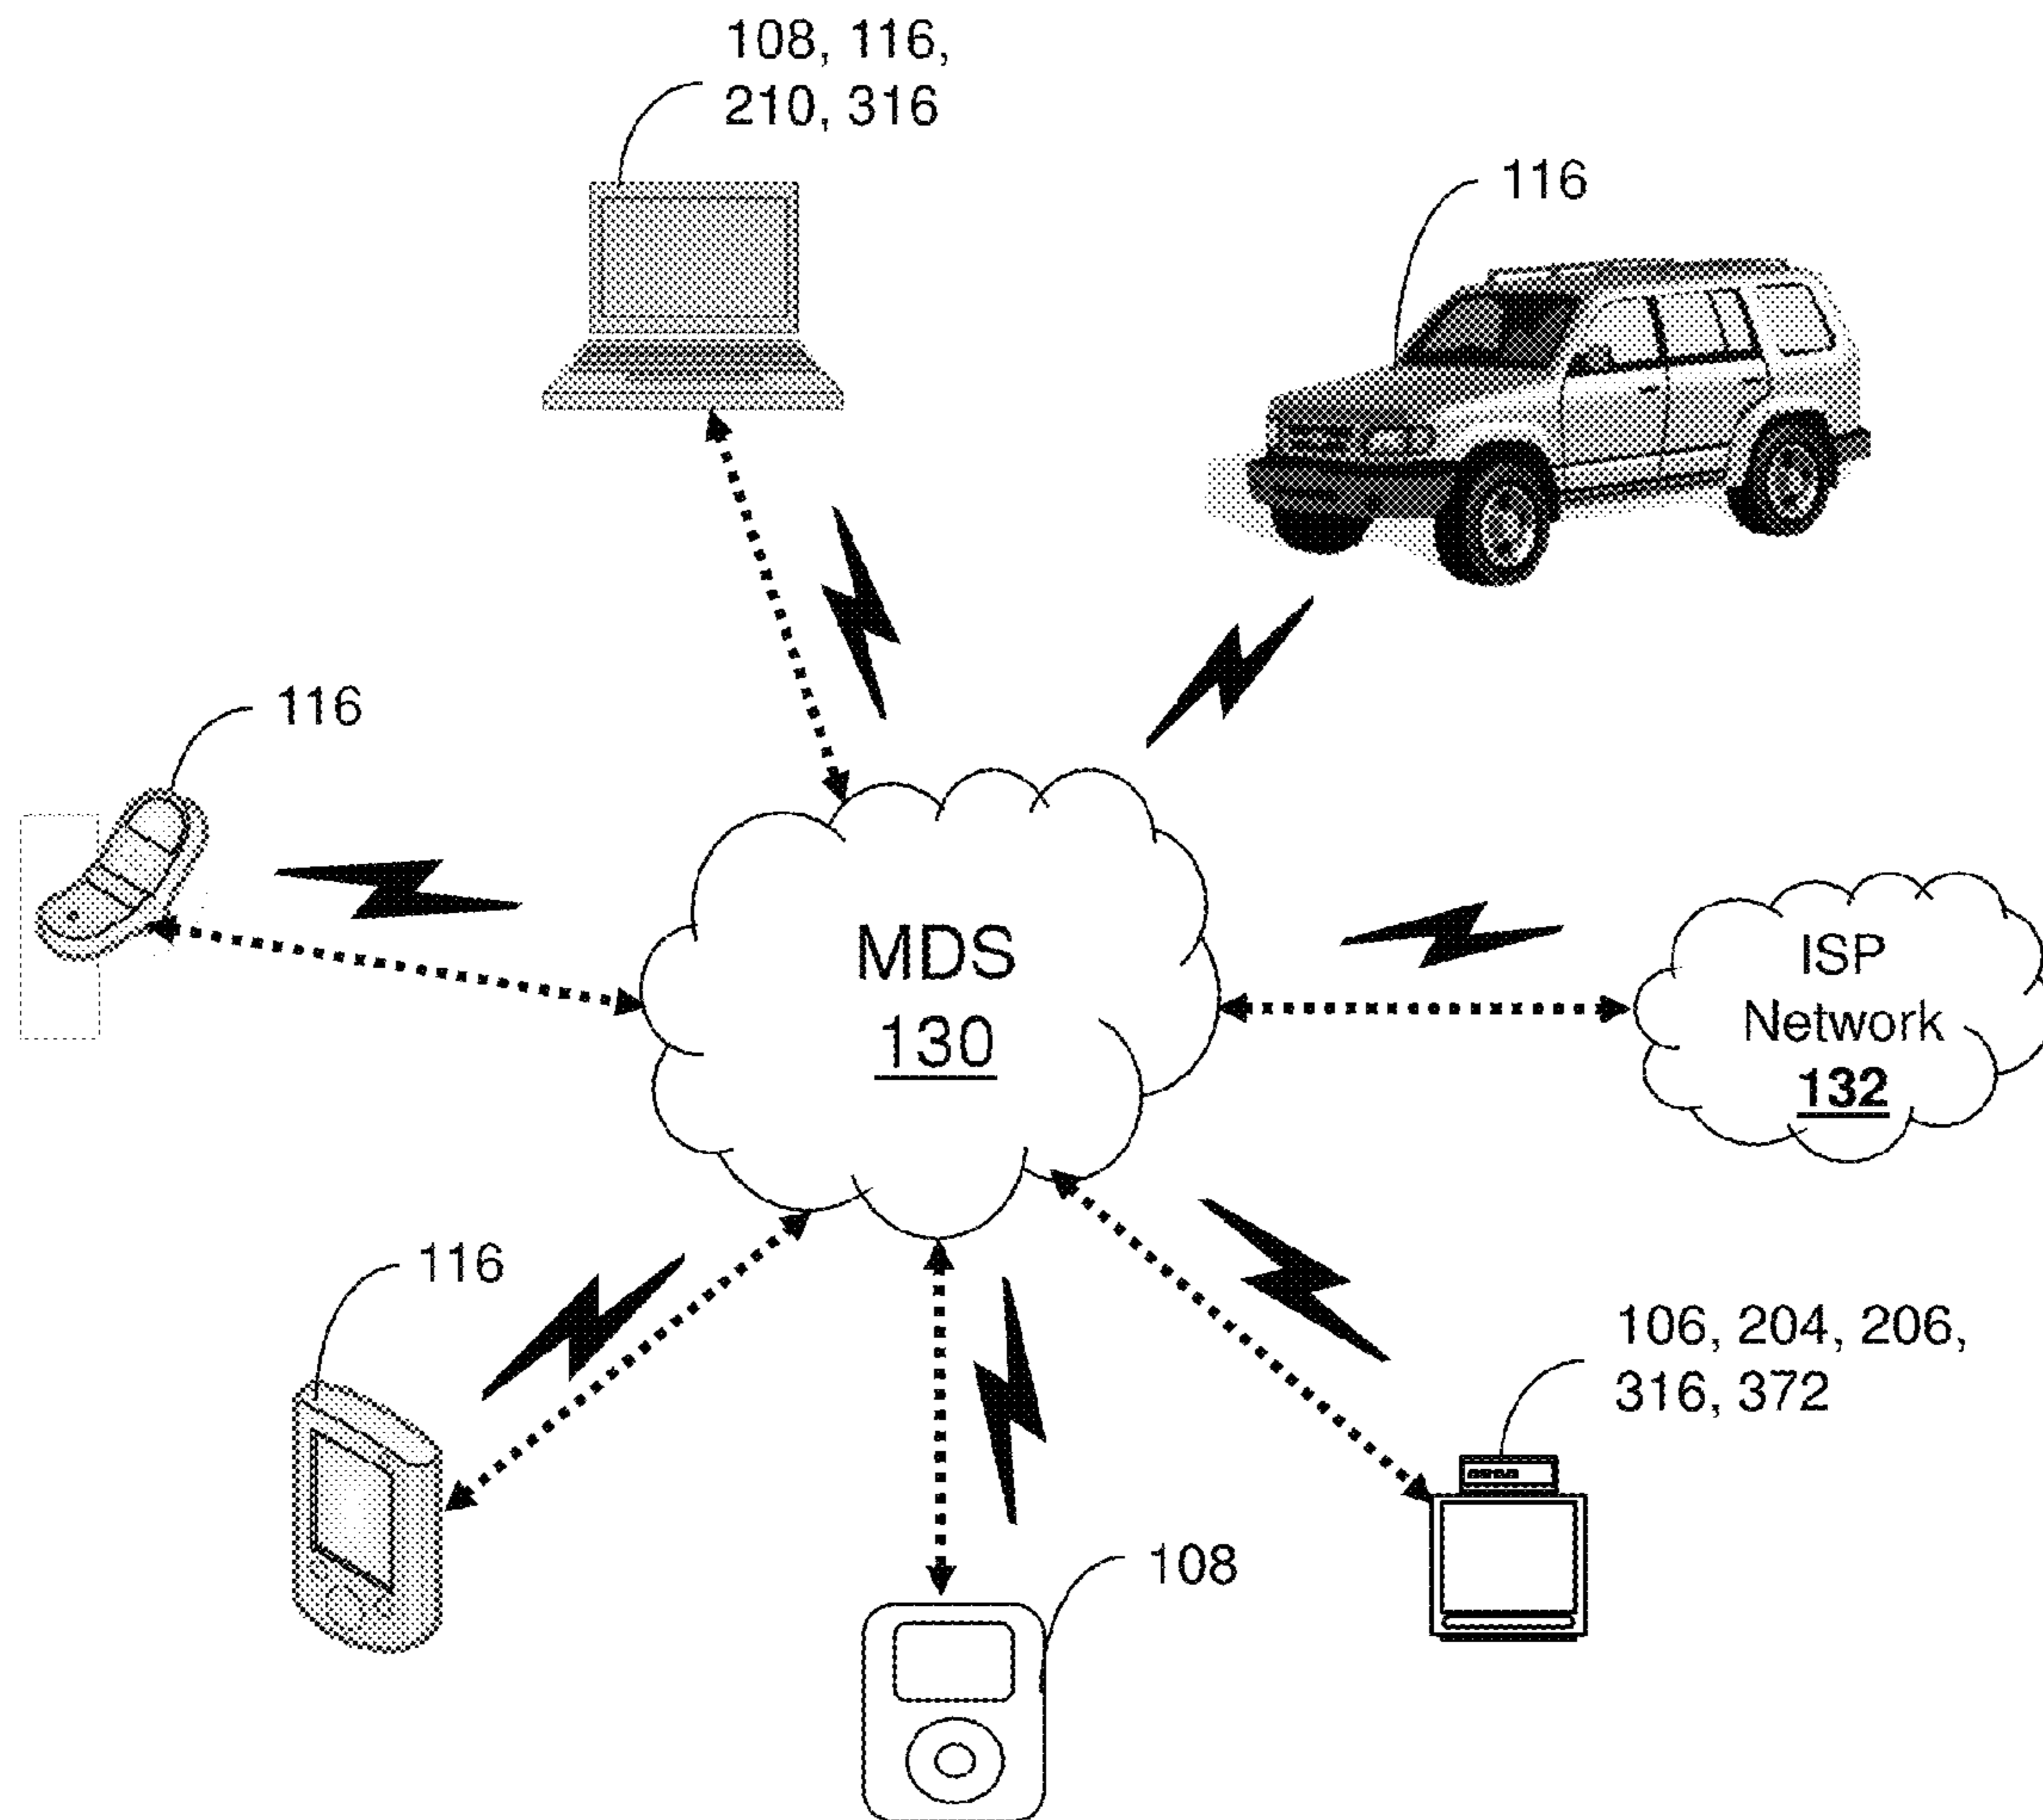 108, 116,
210, 316
116
116
MDS
130
ISP
Network
132
116
106, 204, 206,
316, 372
108